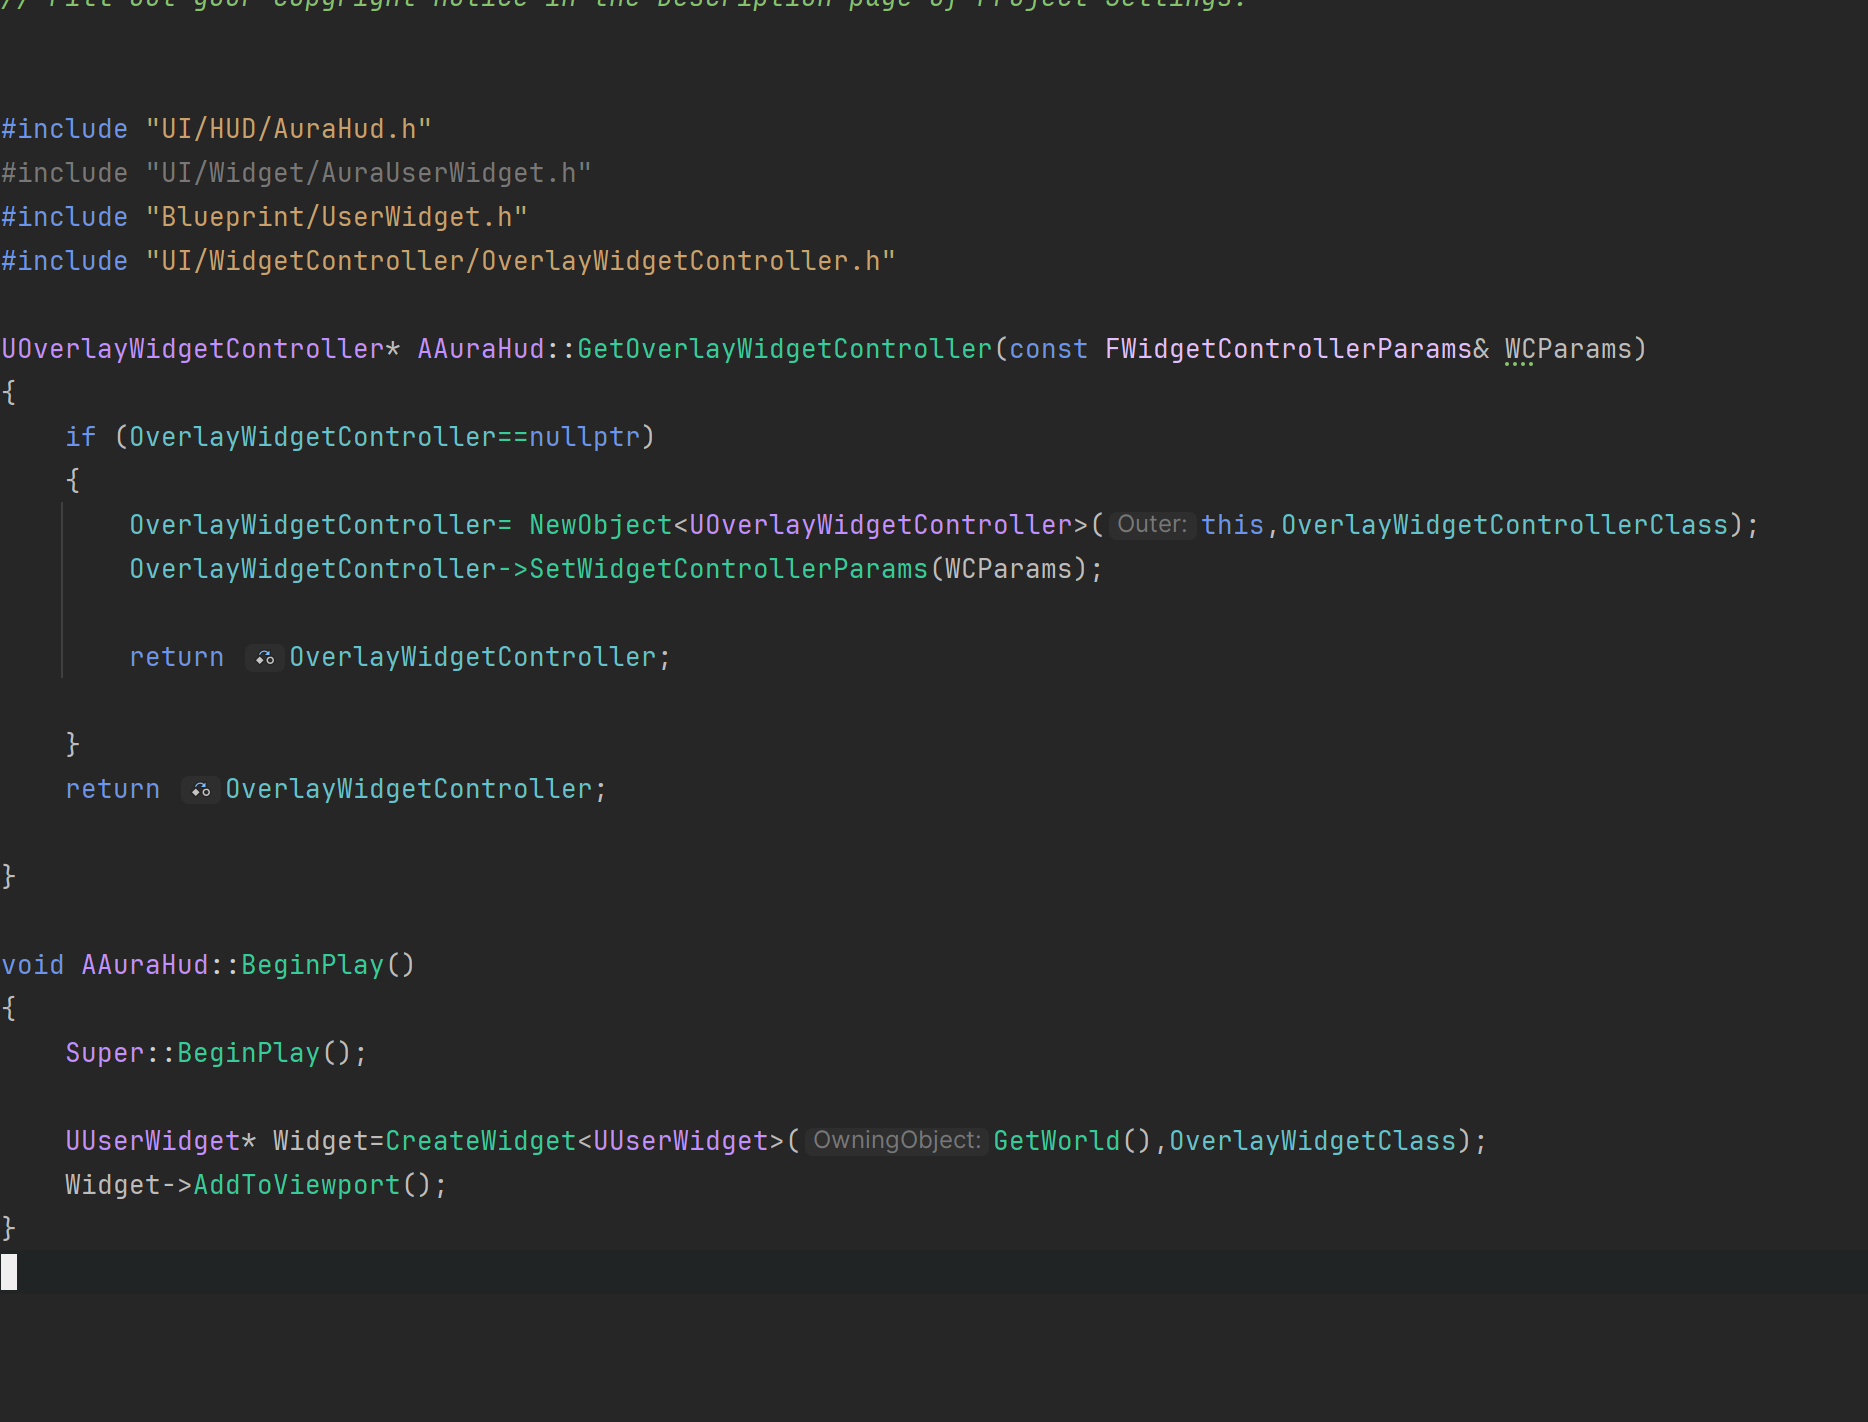 // Fill out your copyright notice in the Description page of Project Settings.
#include "UI/HUD/AuraHud.h"
#include "UI/Widget/AuraUserWidget.h"
#include "Blueprint/UserWidget.h"
#include "UI/WidgetController/OverlayWidgetController.h"
UOverlayWidgetController* AAuraHud::GetOverlayWidgetController(const FWidgetControllerParams& WCParams)
{
if (OverlayWidgetController==nullptr)
{
OverlayWidgetController= NewObject<UOverlayWidgetController>(Outer:this,OverlayWidgetControllerClass);
OverlayWidgetController->SetWidgetControllerParams(WCParams);
return OverlayWidgetController;
}
return OverlayWidgetController;
}
void AAuraHud::BeginPlay()
{
Super::BeginPlay();
UUserWidget* Widget=CreateWidget<UUserWidget>(OwningObject:GetWorld(),OverlayWidgetClass);
Widget->AddToViewport();
}